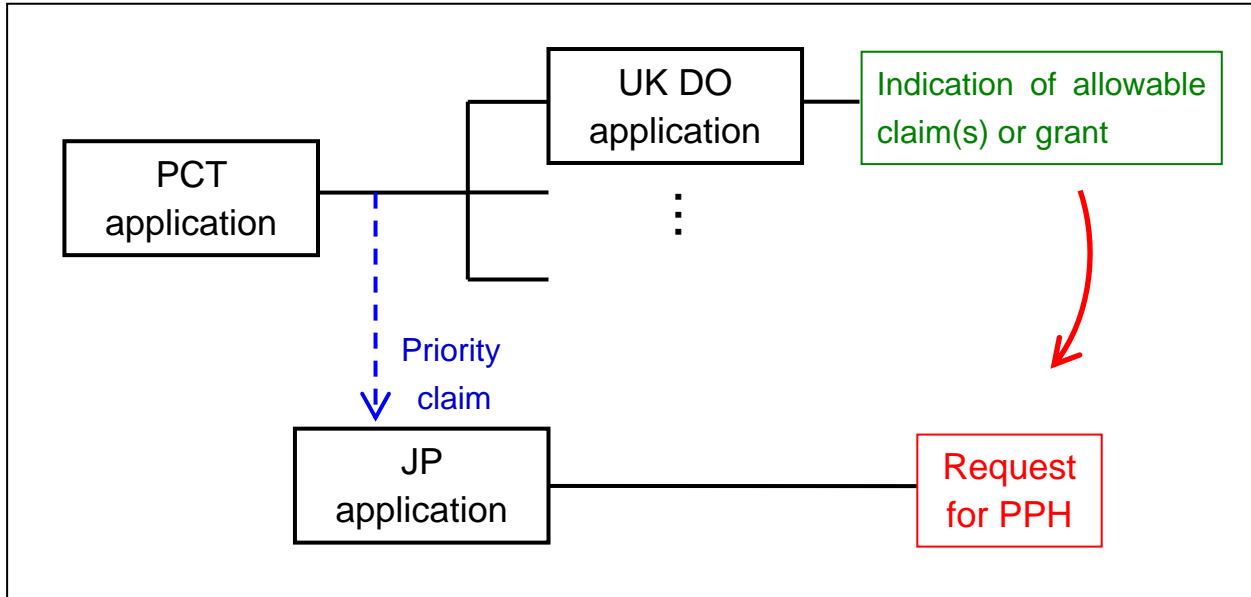 UK DO
application
Indication of allowable
claim(s) or grant
PCT
application
⋮
Priority
claim
JP
application
Request
for PPH